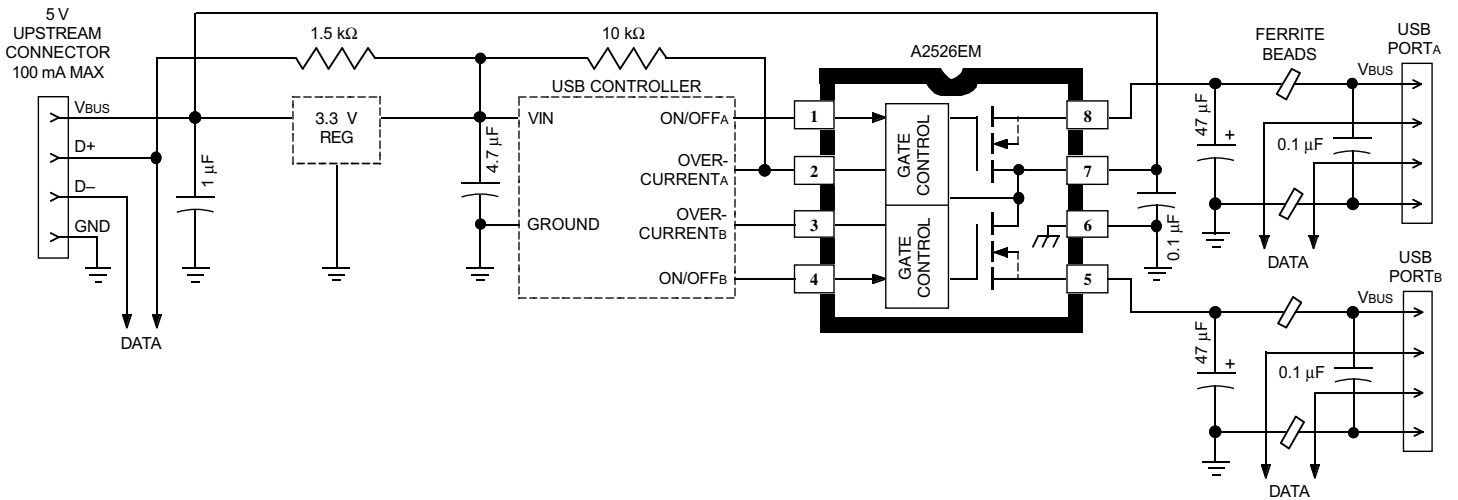 5 V
UPSTREAM
CONNECTOR
100 mA MAX
VBUS
D+
D–
GND
DATA
1 µF
1.5 kΩ
3.3 V
REG
4.7 µF
10 kΩ
USB CONTROLLER
VIN
GROUND
ON/OFFA
OVER-
CURRENTA
OVER-
CURRENTB
ON/OFFB
A2526EM
1
2
3
4
GATE
CONTROL
GATE
CONTROL
8
7
6
5
0.1 µF
FERRITE
BEADS
USB
PORTA
VBUS
47 µF
+
0.1 µF
DATA
USB
PORTB
VBUS
47 µF
+
0.1 µF
DATA